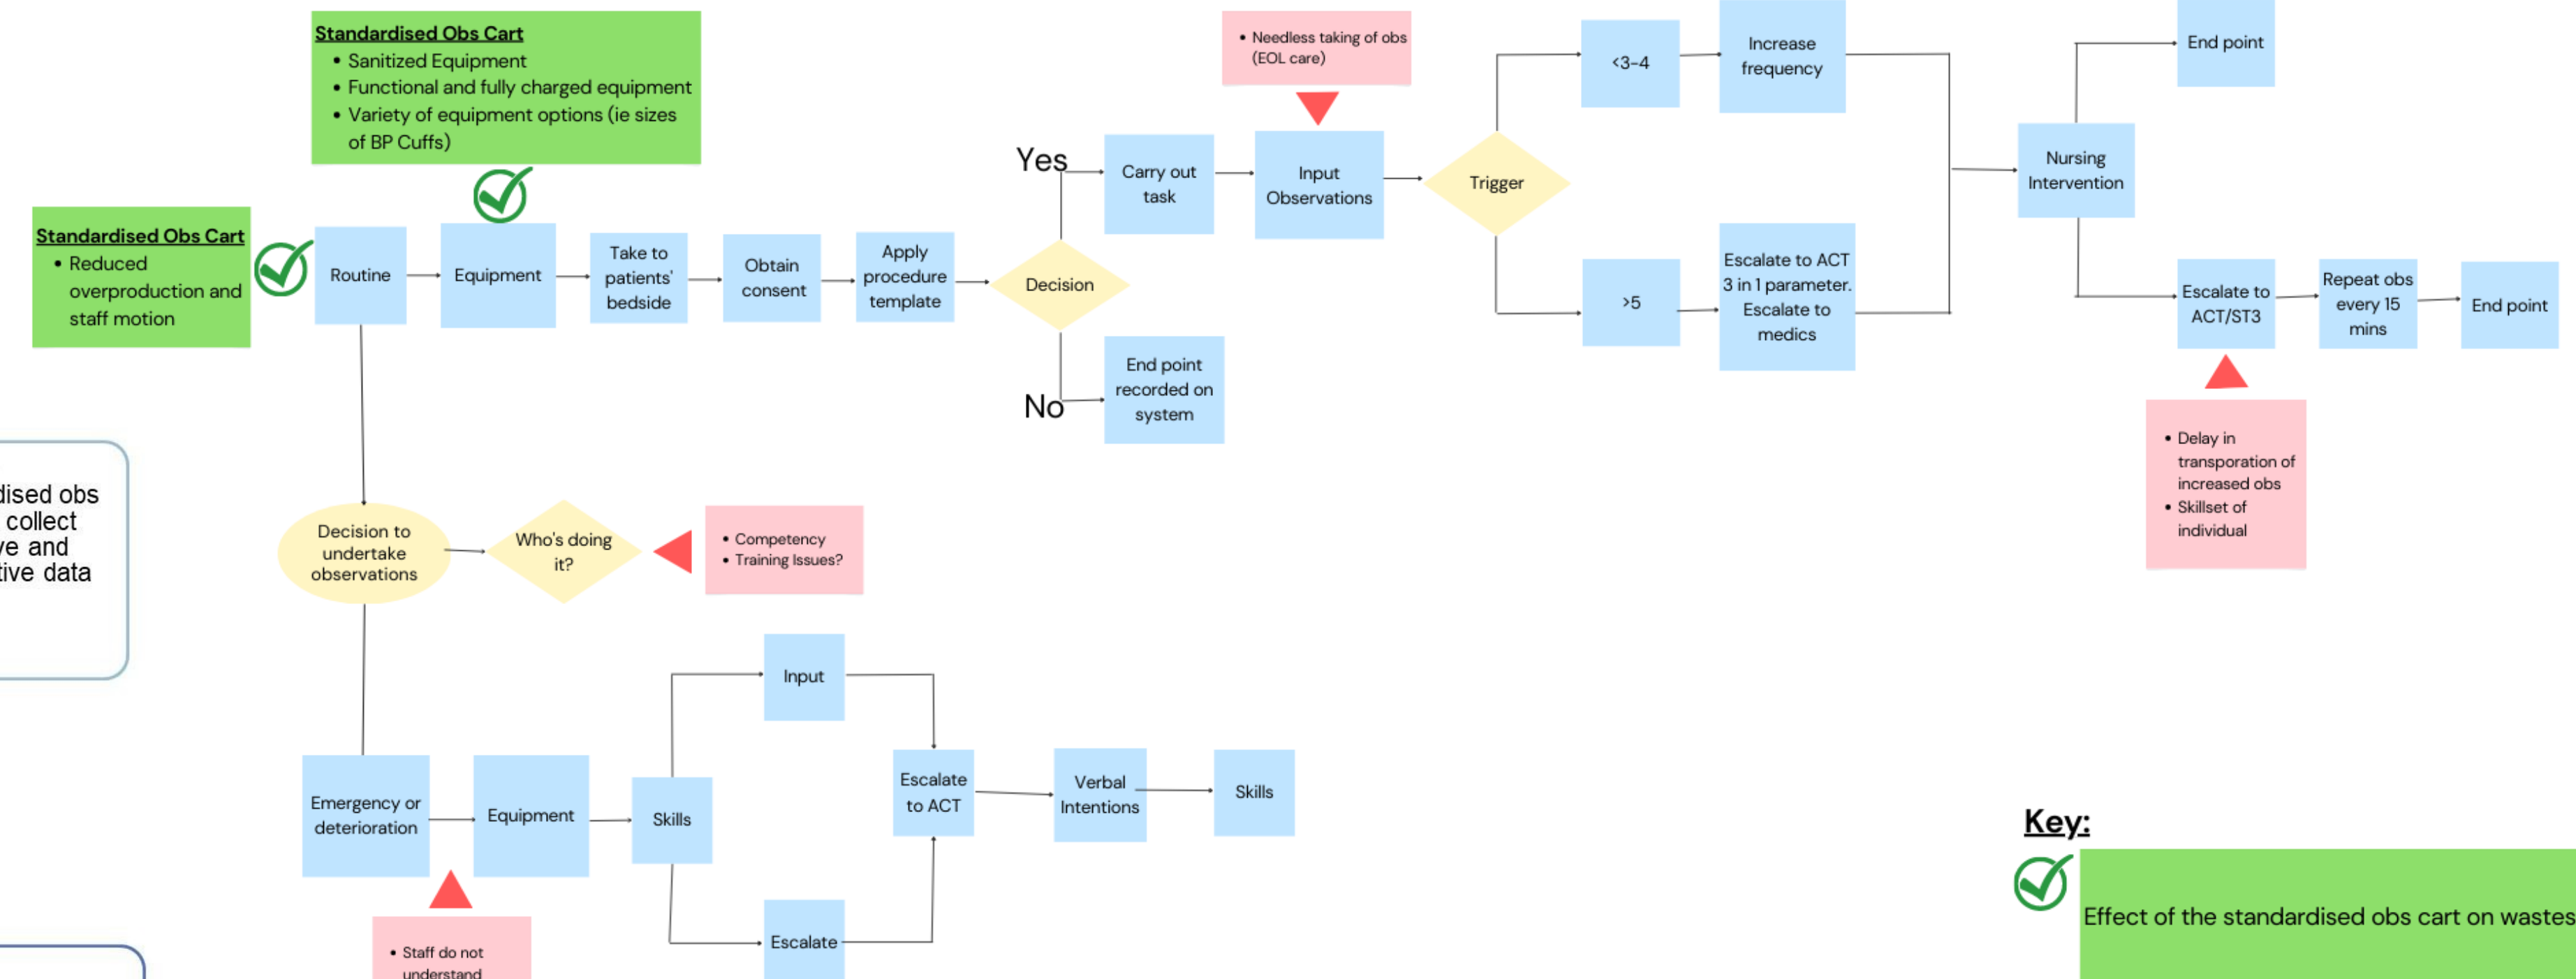 Standardised Obs Cart
• Sanitized Equipment
• Functional and fully charged equipment
• Variety of equipment options (ie sizes
of BP Cuffs)
Standardised Obs Cart
• Reduced
overproduction and
staff motion
Routine
Equipment
Take to
patients'
bedside
Obtain
consent
Apply
procedure
template
Decision
Yes
Carry out
task
• Needless taking of obs
(EOL care)
Input
Observations
No
End point
recorded on
system
Trigger
<3-4
Increase
frequency
>5
Escalate to ACT
3 in 1 parameter.
Escalate to
medics
Nursing
Intervention
End point
Escalate to
ACT/ST3
Repeat obs
every 15
mins
End point
• Delay in
transporation of
increased obs
• Skillset of
individual
dised obs
collect
ve and
tive data
Decision to
undertake
observations
Who's doing
it?
• Competency
• Training Issues?
Emergency or
deterioration
Equipment
Skills
Input
Escalate
Escalate
to ACT
Verbal
Intentions
Skills
• Staff do not
understand
Key:
Effect of the standardised obs cart on wastes